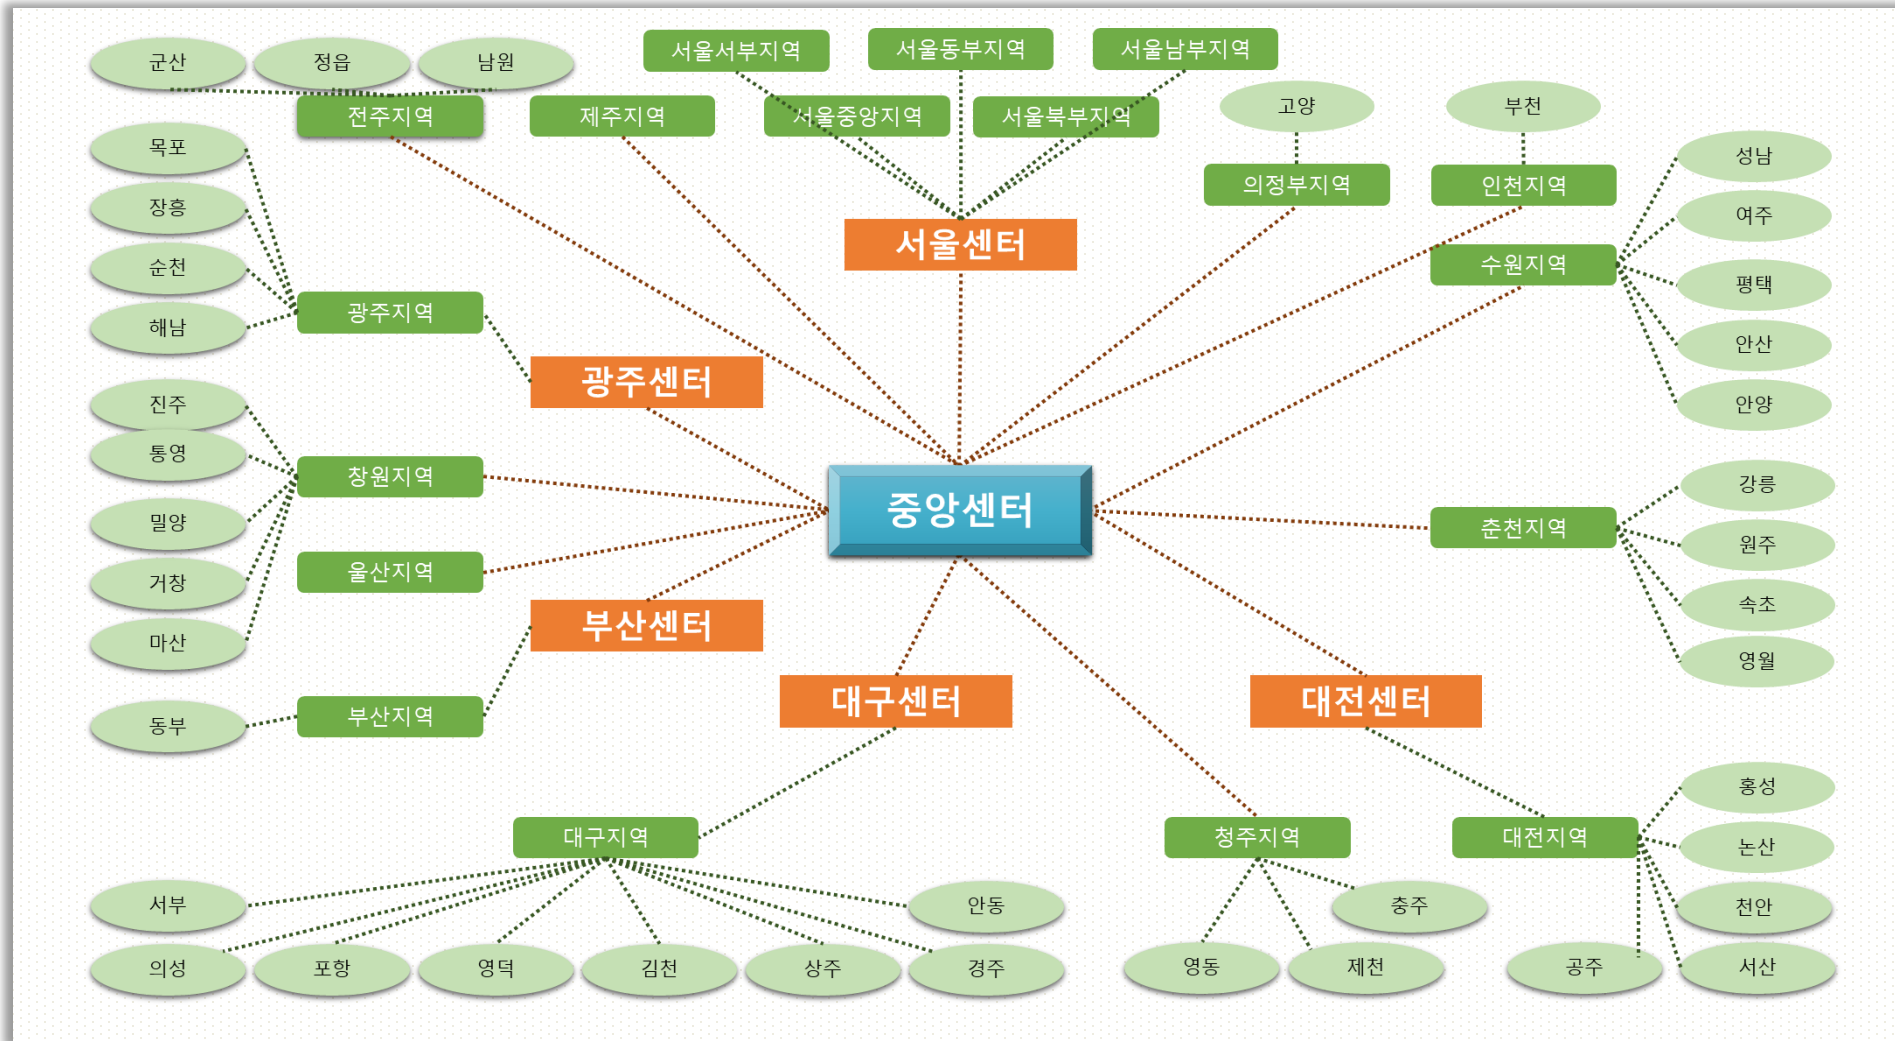 군산
정읍
남원
서울서부지역
서울동부지역
서울남부지역
전주지역
제주지역
서울중앙지역
서울북부지역
고양
부천
목포
장흥
순천
해남
의정부지역
인천지역
성남
여주
평택
안산
안양
서울센터
수원지역
광주지역
광주센터
진주
통영
밀양
거창
마산
창원지역
중앙센터
춘천지역
강릉
원주
속초
영월
울산지역
부산센터
동부
부산지역
대구센터
대전센터
대구지역
청주지역
대전지역
홍성
논산
천안
서산
공주
서부
안동
충주
의성
포항
영덕
김천
상주
경주
영동
제천